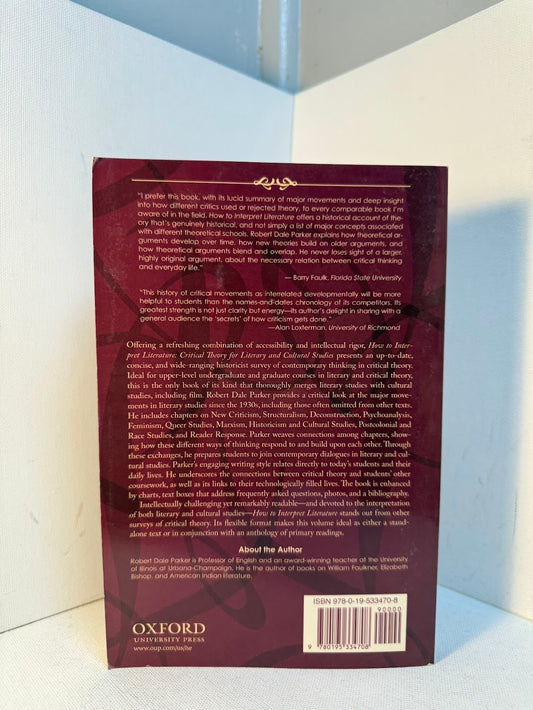 "I prefer this book, with its lucid summary of major movements and deep insight
into how different critics used or rejected theory, to every comparable book I'm
aware of in the field. How to Interpret Literature offers a historical account of the-
ory that's genuinely historical, and not simply a list of major concepts associated
with different theoretical schools. Robert Dale Parker explains how theoretical ar-
guments develop over time, how new theories build on older arguments, and
how theoretical arguments blend and overlap. He never loses sight of a larger,
highly original argument, about the necessary relation between critical thinking
and everyday life."
— Barry Faulk, Florida State University
"This history of critical movements as interrelated developmentally will be more
helpful to students than the names-and-dates chronology of its competitors. Its
greatest strength is not just clarity but energy—its author's delight in sharing with a
general audience the 'secrets' of how criticism gets done."
—Alan Loxterman, University of Richmond
Offering a refreshing combination of accessibility and intellectual rigor, How to Inter-
pret Literature: Critical Theory for Literary and Cultural Studies presents an up-to-date,
concise, and wide-ranging historicist survey of contemporary thinking in critical theory.
Ideal for upper-level undergraduate and graduate courses in literary and critical theory,
this is the only book of its kind that thoroughly merges literary studies with cultural
studies, including film. Robert Dale Parker provides a critical look at the major move-
ments in literary studies since the 1930s, including those often omitted from other texts.
He includes chapters on New Criticism, Structuralism, Deconstruction, Psychoanalysis,
Feminism, Queer Studies, Marxism, Historicism and Cultural Studies, Postcolonial and
Race Studies, and Reader Response. Parker weaves connections among chapters, show-
ing how these different ways of thinking respond to and build upon each other. Through
these exchanges, he prepares students to join contemporary dialogues in literary and cul-
tural studies. Parker's engaging writing style relates directly to today's students and their
daily lives. He underscores the connections between critical theory and students' other
coursework, as well as its links to their technologically filled lives. The book is enhanced
by charts, text boxes that address frequently asked questions, photos, and a bibliography.
Intellectually challenging yet remarkably readable—and devoted to the interpretation
of both literary and cultural studies—How to Interpret Literature stands out from other
surveys of critical theory. Its flexible format makes this volume ideal as either a stand-
alone text or in conjunction with an anthology of primary readings.
About the Author
Robert Dale Parker is Professor of English and an award-winning teacher at the University
of Illinois at Urbana-Champaign. He is the author of books on William Faulkner, Elizabeth
Bishop, and American Indian literature.
ISBN 978-0-19-533470-8
90000
9 780195 334708
OXFORD
UNIVERSITY PRESS
www.oup.com/us/he